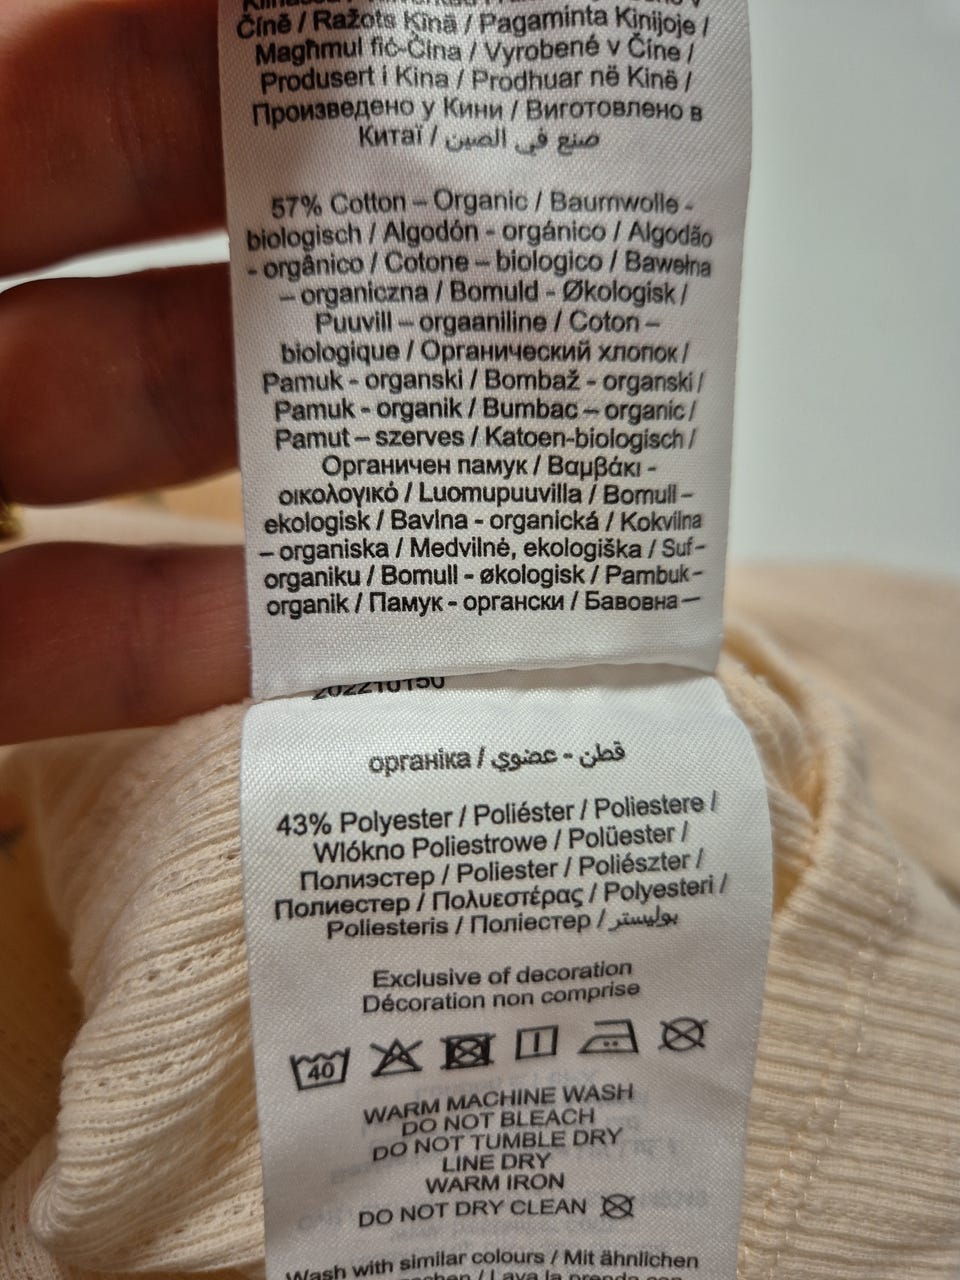 Číně / Ražots Ķīnā / Pagaminta Kinijoje /
Magħmul fiċ-Ċina / Vyrobené v Číne /
Produsert i Kina / Prodhuar në Kinë /
Произведено у Кини / Виготовлено в
Китаї / صنع في الصين
57% Cotton – Organic / Baumwolle -
biologisch / Algodón - orgánico / Algodão
- orgânico / Cotone – biologico / Bawełna
– organiczna / Bomuld - Økologisk /
Puuvill – orgaaniline / Coton –
biologique / Органический хлопок /
Pamuk - organski / Bombaž - organski /
Pamuk - organik / Bumbac – organic /
Pamut – szerves / Katoen-biologisch /
Органичен памук / Βαμβάκι -
οικολογικό / Luomupuuvilla / Bomull –
ekologisk / Bavlna - organická / Kokvilna
– organiska / Medvilnė, ekologiška / Suf-
organiku / Bomull - økologisk / Pambuk-
organik / Памук - органски / Бавовна –
202210150
органіка / قطن - عضوي
43% Polyester / Poliéster / Poliestere /
Włókno Poliestrowe / Polüester /
Полиэстер / Poliester / Poliészter /
Полиестер / Πολυεστέρας / Polyesteri /
Poliesteris / Поліестер / بوليستر
Exclusive of decoration
Décoration non comprise
40
WARM MACHINE WASH
DO NOT BLEACH
DO NOT TUMBLE DRY
LINE DRY
WARM IRON
DO NOT DRY CLEAN
Wash with similar colours / Mit ähnlichen
/ Lava la prenda con